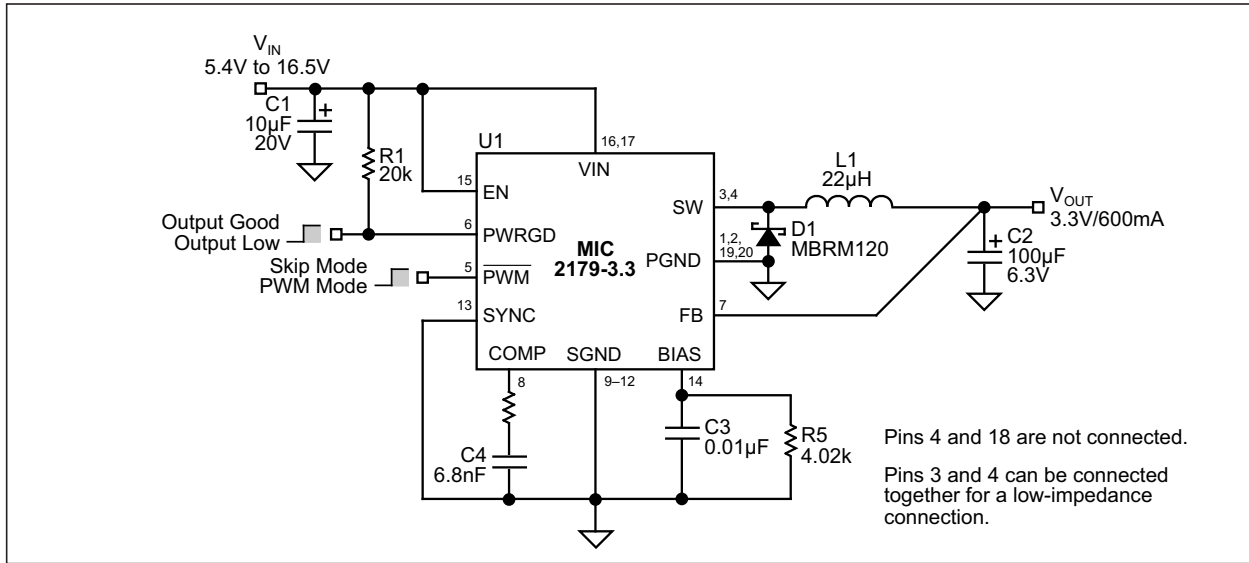 V_IN
5.4V to 16.5V
C1
10µF
20V
+
R1
20k
U1
16,17
VIN
15
EN
Output Good
Output Low
6
PWRGD
Skip Mode
PWM Mode
5
PWM
13
SYNC
MIC
2179-3.3
SW
3,4
PGND
1,2,
19,20
FB
7
COMP
8
SGND
9–12
BIAS
14
L1
22µH
D1
MBRM120
V_OUT
3.3V/600mA
+
C2
100µF
6.3V
C4
6.8nF
C3
0.01µF
R5
4.02k
Pins 4 and 18 are not connected.
Pins 3 and 4 can be connected
together for a low-impedance
connection.